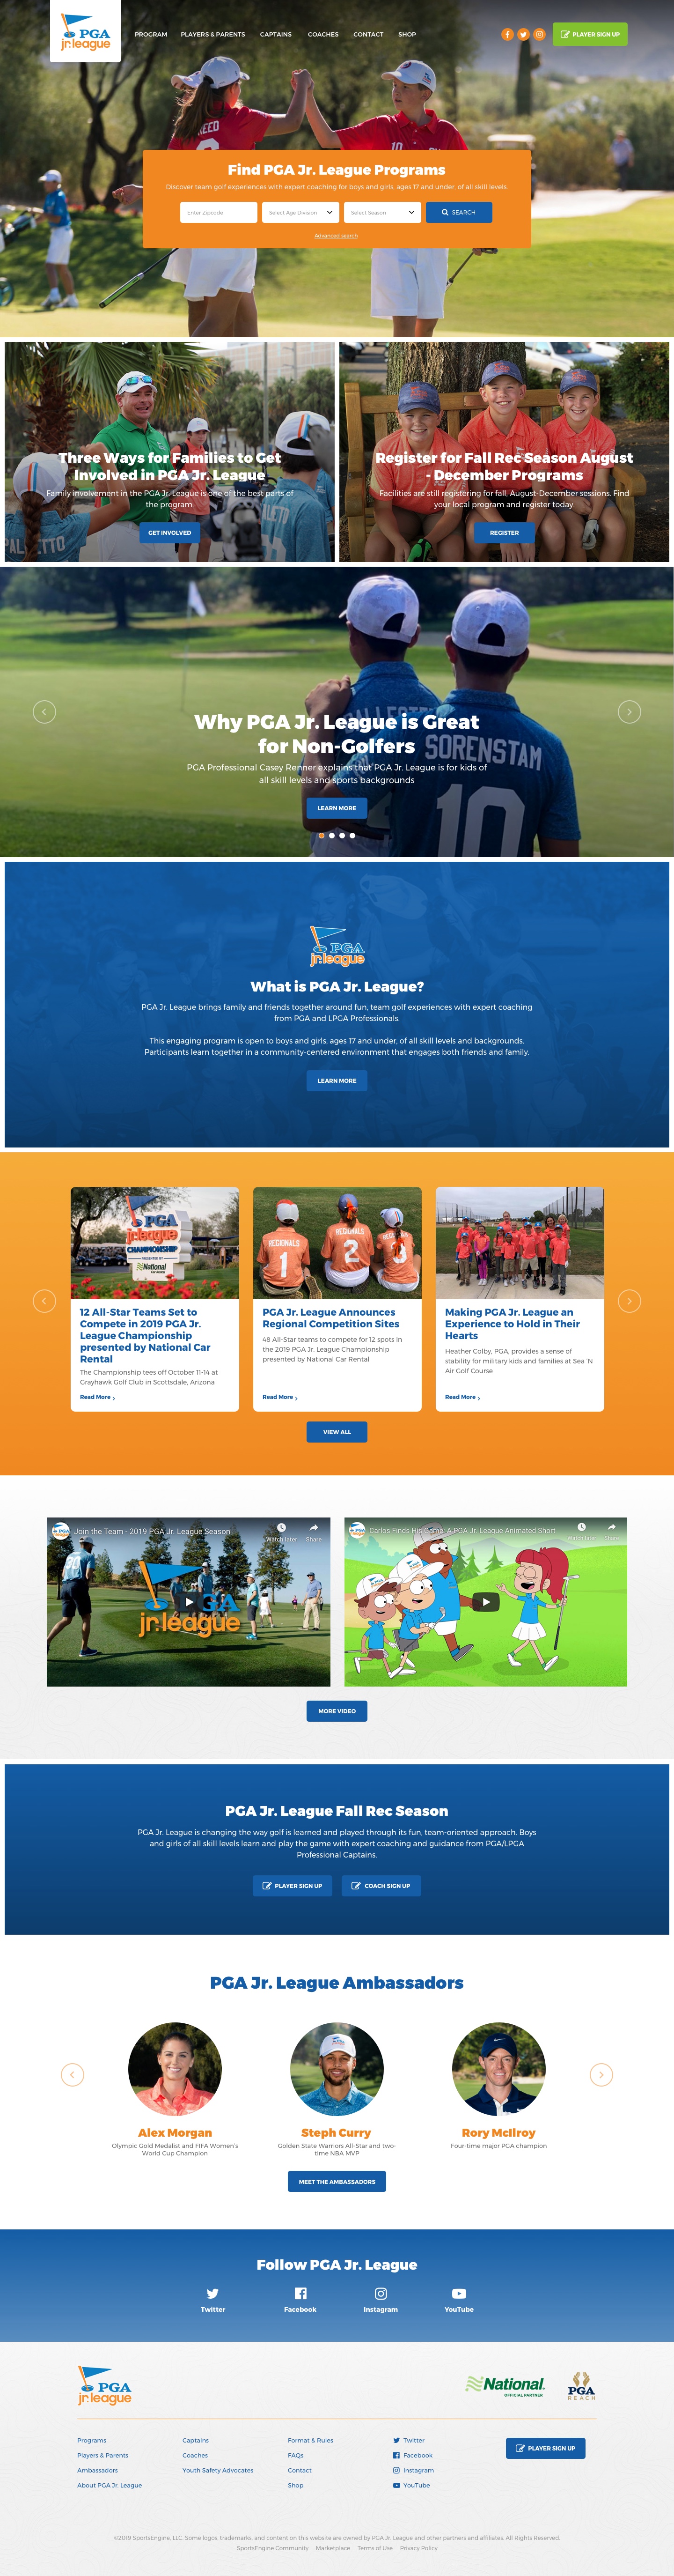 PGA
jr.league
PROGRAM PLAYERS & PARENTS CAPTAINS COACHES CONTACT SHOP
PLAYER SIGN UP
REED
10
Find PGA Jr. League Programs
Discover team golf experiences with expert coaching for boys and girls, ages 17 and under, of all skill levels.
Enter Zipcode
Select Age Division
Select Season
SEARCH
Advanced search
Three Ways for Families to Get
Involved in PGA Jr. League
Family involvement in the PGA Jr. League is one of the best parts of
the program.
GET INVOLVED
Register for Fall Rec Season August
- December Programs
Facilities are still registering for fall, August-December sessions. Find
your local program and register today.
REGISTER
SORENSTAM
10
Why PGA Jr. League is Great
for Non-Golfers
PGA Professional Casey Renner explains that PGA Jr. League is for kids of
all skill levels and sports backgrounds
LEARN MORE
PGA
jr.league
What is PGA Jr. League?
PGA Jr. League brings family and friends together around fun, team golf experiences with expert coaching
from PGA and LPGA Professionals.
This engaging program is open to boys and girls, ages 17 and under, of all skill levels and backgrounds.
Participants learn together in a community-centered environment that engages both friends and family.
LEARN MORE
PGA
jr.league
CHAMPIONSHIP
PRESENTED BY
National
Car Rental
12 All-Star Teams Set to
Compete in 2019 PGA Jr.
League Championship
presented by National Car
Rental
The Championship tees off October 11-14 at
Grayhawk Golf Club in Scottsdale, Arizona
Read More
REGIONALS
1
REGIONALS
2
REGIONALS
3
PGA Jr. League Announces
Regional Competition Sites
48 All-Star teams to compete for 12 spots in
the 2019 PGA Jr. League Championship
presented by National Car Rental
Read More
Making PGA Jr. League an
Experience to Hold in Their
Hearts
Heather Colby, PGA, provides a sense of
stability for military kids and families at Sea 'N
Air Golf Course
Read More
VIEW ALL
Join the Team - 2019 PGA Jr. League Season
Watch later
Share
PGA
jr.league
Carlos Finds His Game: A PGA Jr. League Animated Short
MORE VIDEO
PGA Jr. League Fall Rec Season
PGA Jr. League is changing the way golf is learned and played through its fun, team-oriented approach. Boys
and girls of all skill levels learn and play the game with expert coaching and guidance from PGA/LPGA
Professional Captains.
PLAYER SIGN UP
COACH SIGN UP
PGA Jr. League Ambassadors
Alex Morgan
Olympic Gold Medalist and FIFA Women's
World Cup Champion
Steph Curry
Golden State Warriors All-Star and two-
time NBA MVP
Rory McIlroy
Four-time major PGA champion
MEET THE AMBASSADORS
Follow PGA Jr. League
Twitter
Facebook
Instagram
YouTube
PGA
jr.league
National.
OFFICIAL PARTNER
PGA
REACH
Programs
Players & Parents
Ambassadors
About PGA Jr. League
Captains
Coaches
Youth Safety Advocates
Format & Rules
FAQs
Contact
Shop
Twitter
Facebook
Instagram
YouTube
PLAYER SIGN UP
©2019 SportsEngine, LLC. Some logos, trademarks, and content on this website are owned by PGA Jr. League and other partners and affiliates. All Rights Reserved.
SportsEngine Community Marketplace Terms of Use Privacy Policy